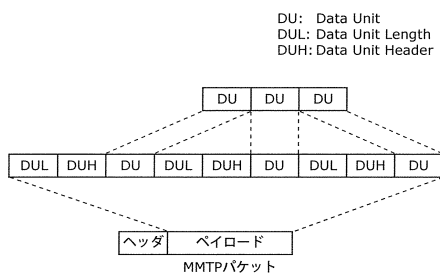 DU: Data Unit
DUL: Data Unit Length
DUH: Data Unit Header
DU DU DU
DUL DUH DU DUL DUH DU DUL DUH DU
ヘッダ ペイロード
MMTPパケット